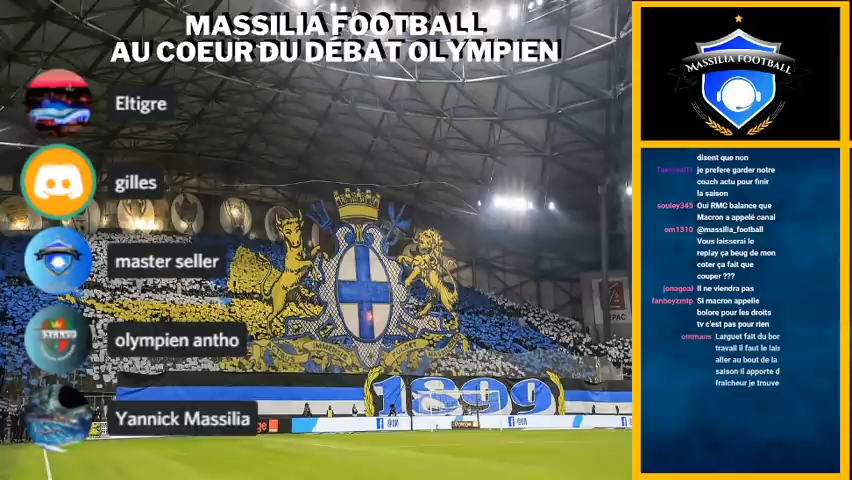 MASSILIA FOOTBALL
AU COEUR DU DÉBAT OLYMPIEN
Eltigre
gilles
master seller
olympien antho
Yannick Massilia
1899
MASSILIA FOOTBALL
disent que non
je prefere garder notre
coach actu pour finir
la saison
souley345 Oui RMC balance que
Macron a appelé canal
om1310 @massilia_football
Vous laisserai le
replay ça beug de mon
coter ça fait que
couper ???
jonagoal Il ne viendra pas
fanboyzmtp Si macron appelle
bolore pour les droits
tv c'est pas pour rien
ommans Larguet fait du bor
travail il faut le lais
aller au bout de la
saison il apporte d
fraîcheur je trouve